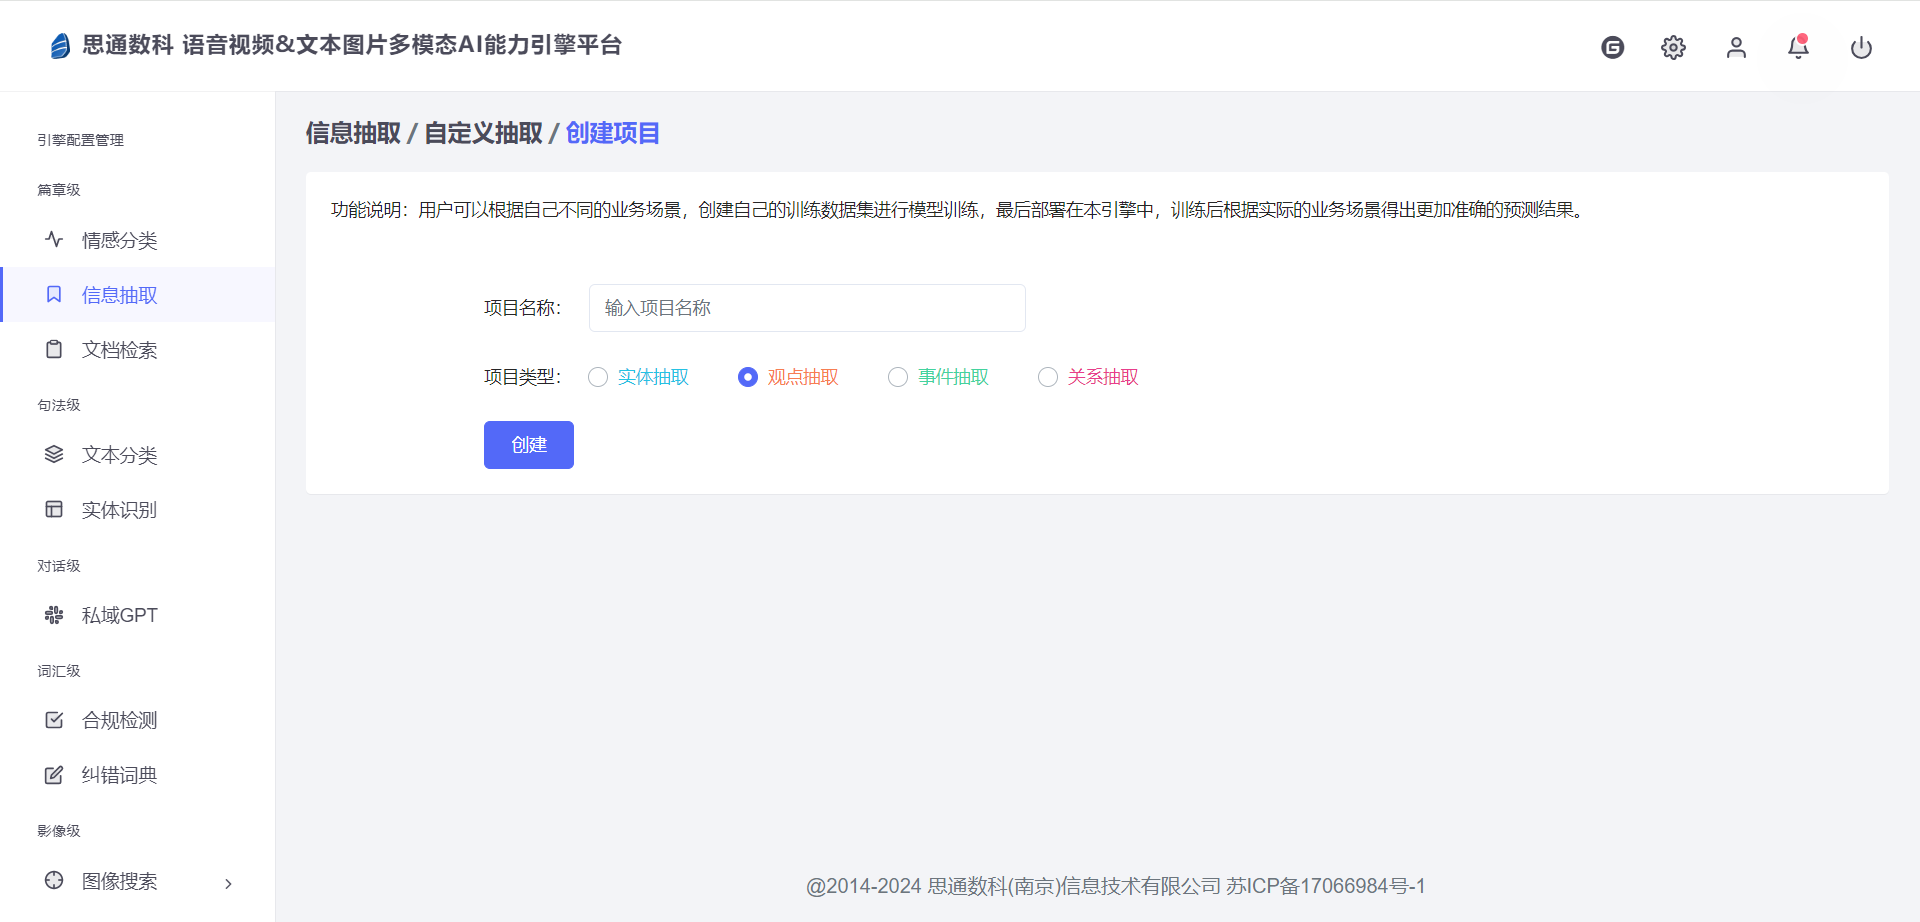 思通数科 语音视频&文本图片多模态AI能力引擎平台
引擎配置管理
篇章级
情感分类
信息抽取
文档检索
句法级
文本分类
实体识别
对话级
私域GPT
词汇级
合规检测
纠错词典
影像级
图像搜索
信息抽取 / 自定义抽取 / 创建项目
功能说明：用户可以根据自己不同的业务场景，创建自己的训练数据集进行模型训练，最后部署在本引擎中，训练后根据实际的业务场景得出更加准确的预测结果。
项目名称： 输入项目名称
项目类型： 实体抽取 观点抽取 事件抽取 关系抽取
创建
@2014-2024 思通数科(南京)信息技术有限公司 苏ICP备17066984号-1